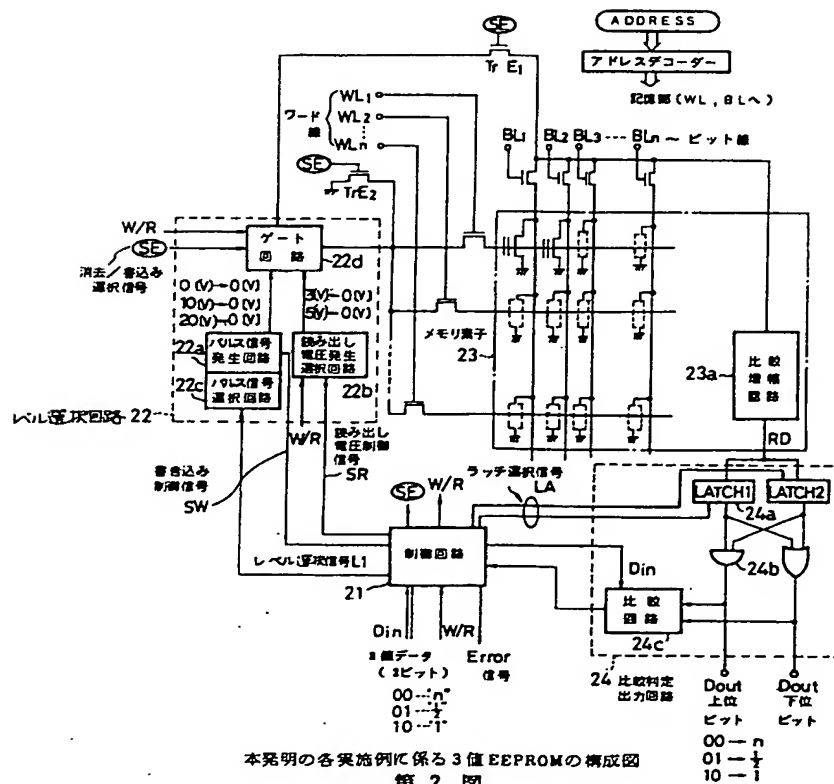 SE
ADDRESS
Tr E1
アドレスデコーダー
記憶部(WL, BLへ)
ワード線
WL1
WL2
WLn
BL1 BL2 BL3 --- BLn 〜 ビット線
SE
TrE2
W/R
SE
消去/書込み
選択信号
ゲート
回路
22d
0(V)→0(V)
10(V)→0(V)
20(V)→0(V)
3(V)→0(V)
5(V)→0(V)
22a
パルス信号
発生回路
22c
パルス信号
選択回路
読み出し
電圧発生
選択回路
22b
レベル選択回路 22
メモリ素子
23
23a
比較
増幅
回路
RD
W/R
読み出し
電圧制御
信号
SR
書き込み
制御信号
SW
ラッチ選択信号
LA
SE
W/R
LATCH1
LATCH2
24a
24b
レベル選択信号L1
制御回路
21
Din
比較
回路
24c
Din
W/R
Error
信号
3値データ
(2ビット)
00 --"n"
01 --"½"
10 --"1"
24 比較判定
出力回路
Dout
上位
ビット
Dout
下位
ビット
00 — n
01 — ½
10 — 1
本発明の各実施例に係る3値EEPROMの構成図
第 2 図